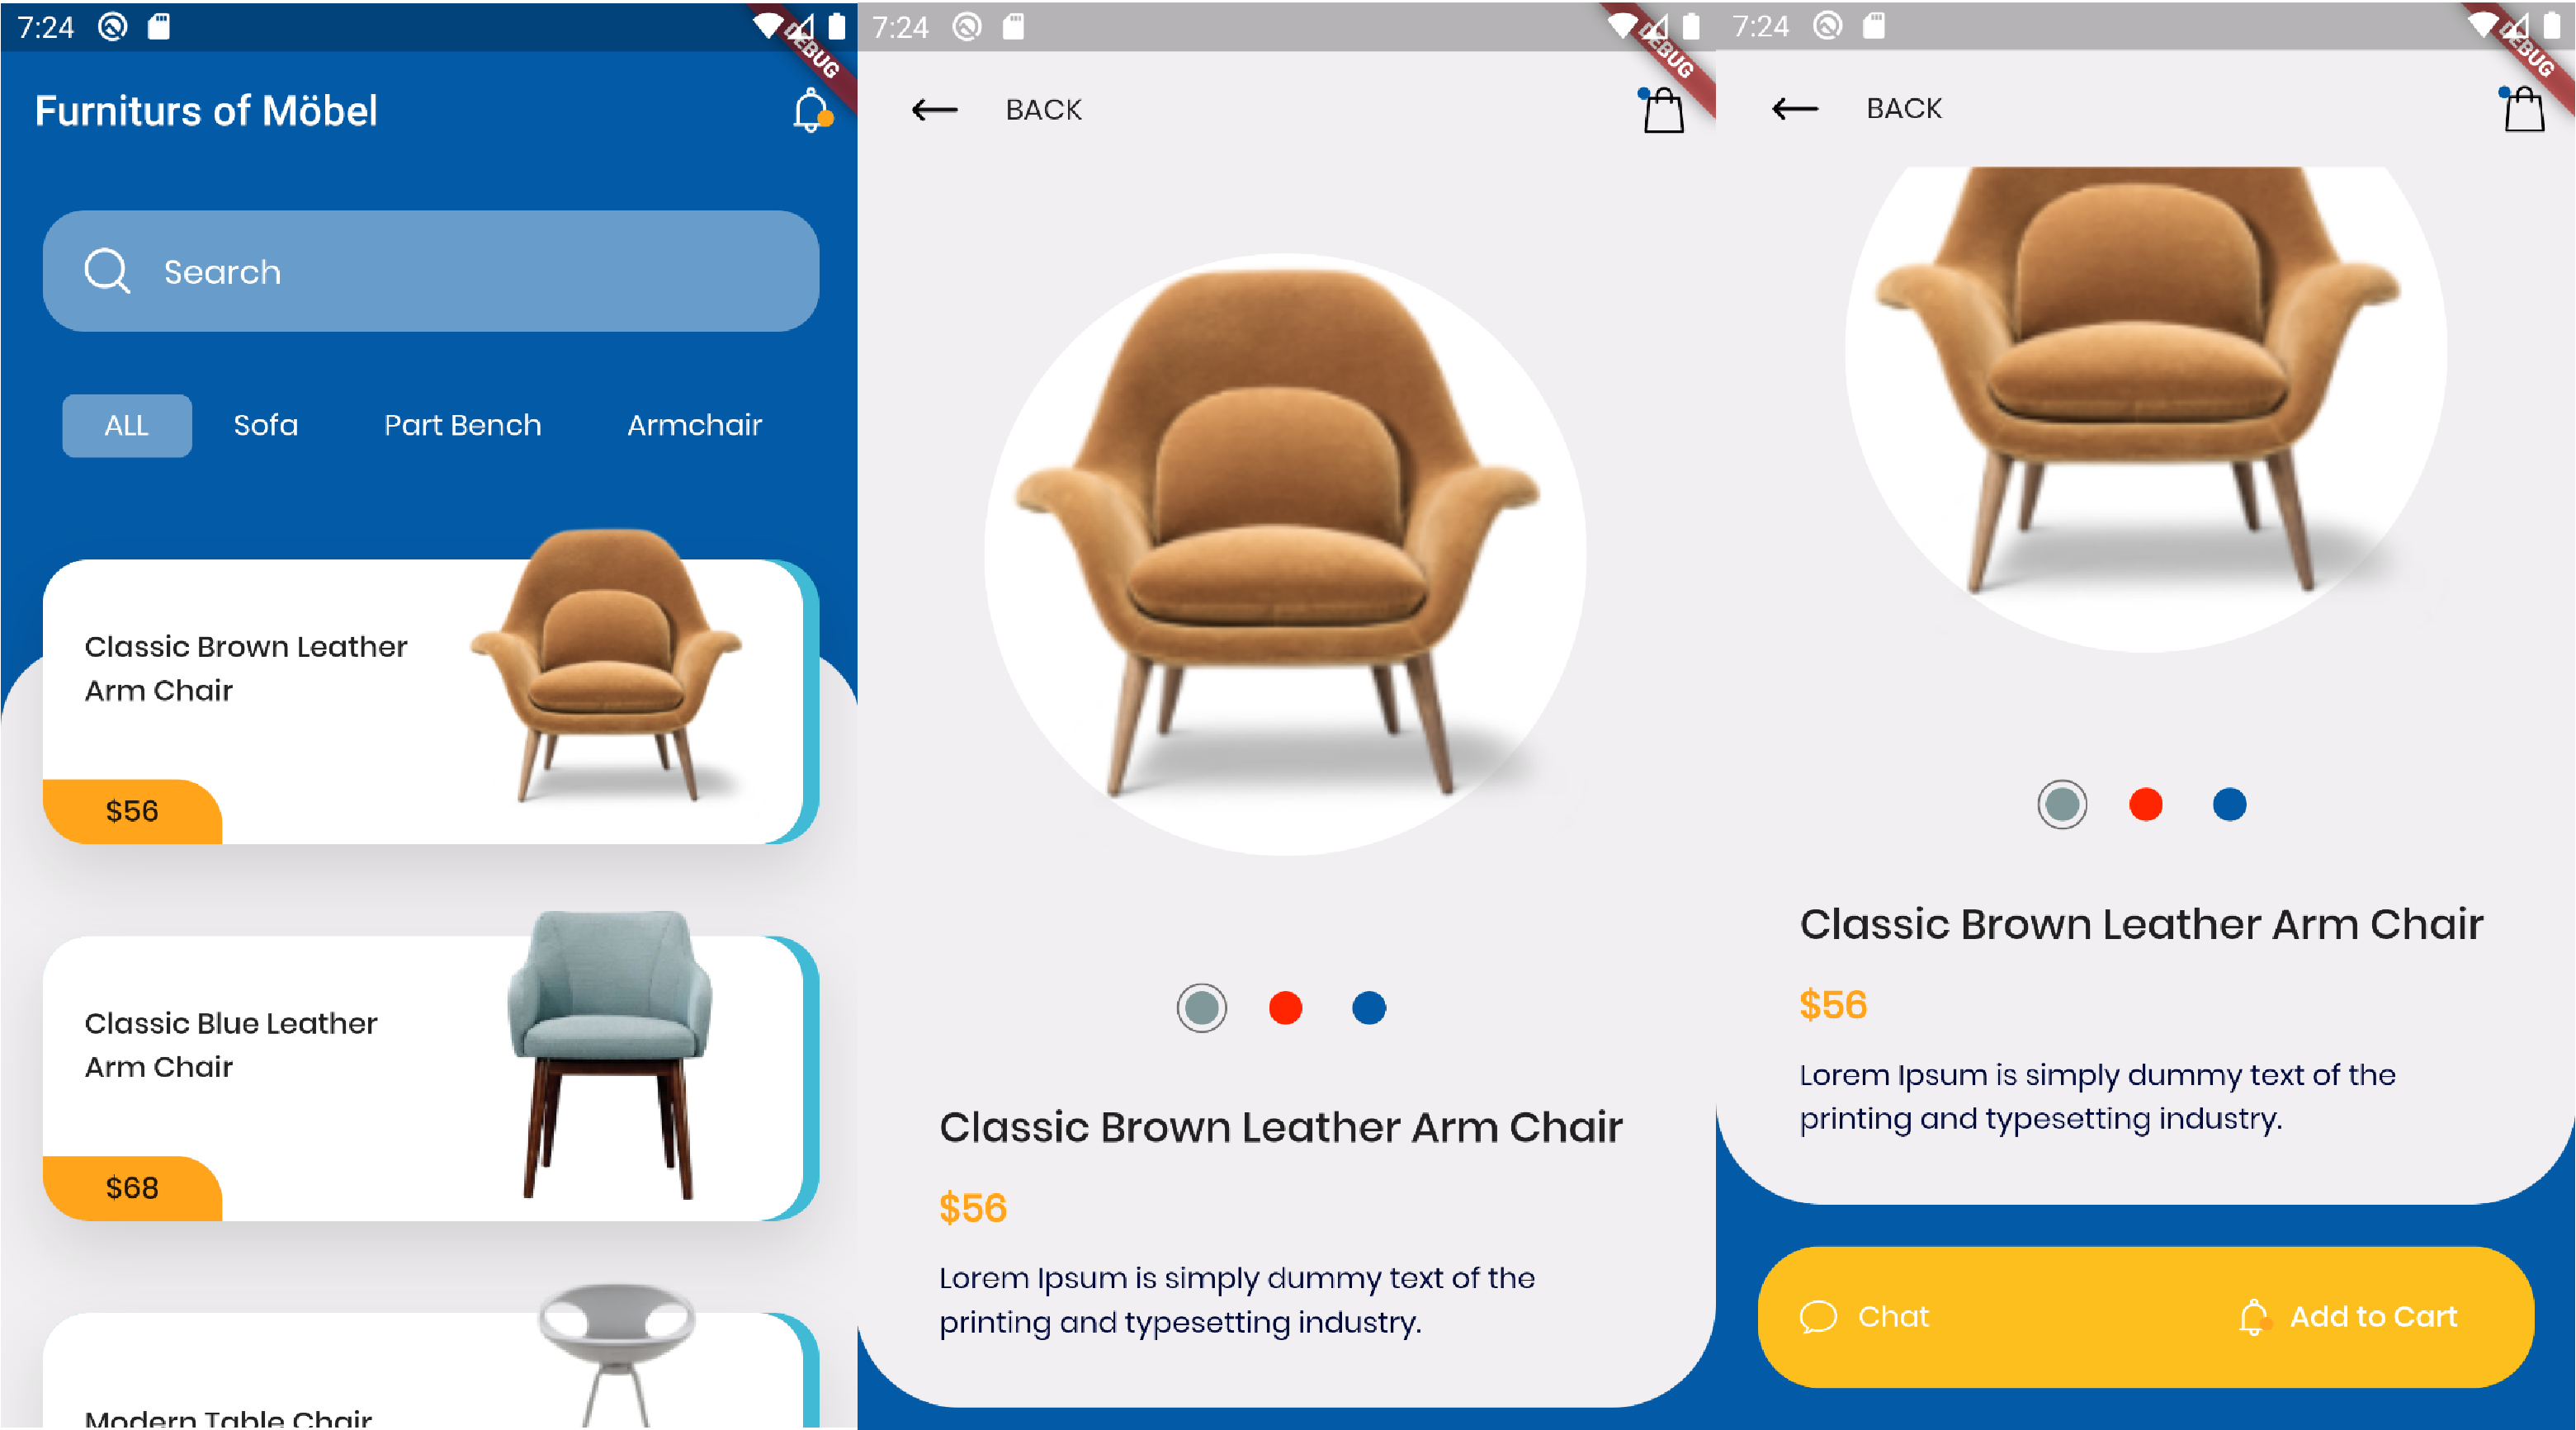 7:24
DEBUG
Furniturs of Möbel
Search
ALL Sofa Part Bench Armchair
Classic Brown Leather
Arm Chair
$56
Classic Blue Leather
Arm Chair
$68
Modern Table Chair
7:24
DEBUG
BACK
Classic Brown Leather Arm Chair
$56
Lorem Ipsum is simply dummy text of the
printing and typesetting industry.
7:24
DEBUG
BACK
Classic Brown Leather Arm Chair
$56
Lorem Ipsum is simply dummy text of the
printing and typesetting industry.
Chat Add to Cart